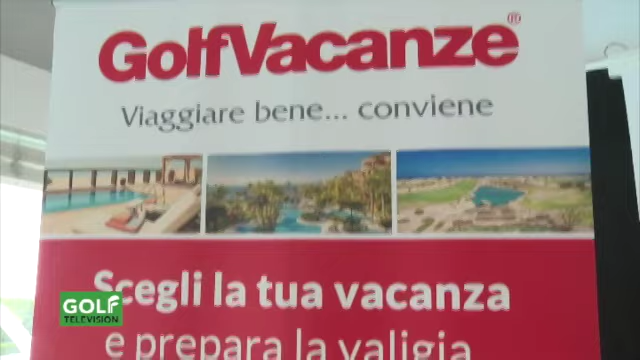 GolfVacanze®
Viaggiare bene... conviene
Scegli la tua vacanza
e prepara la valigia
GOLF
TELEVISION